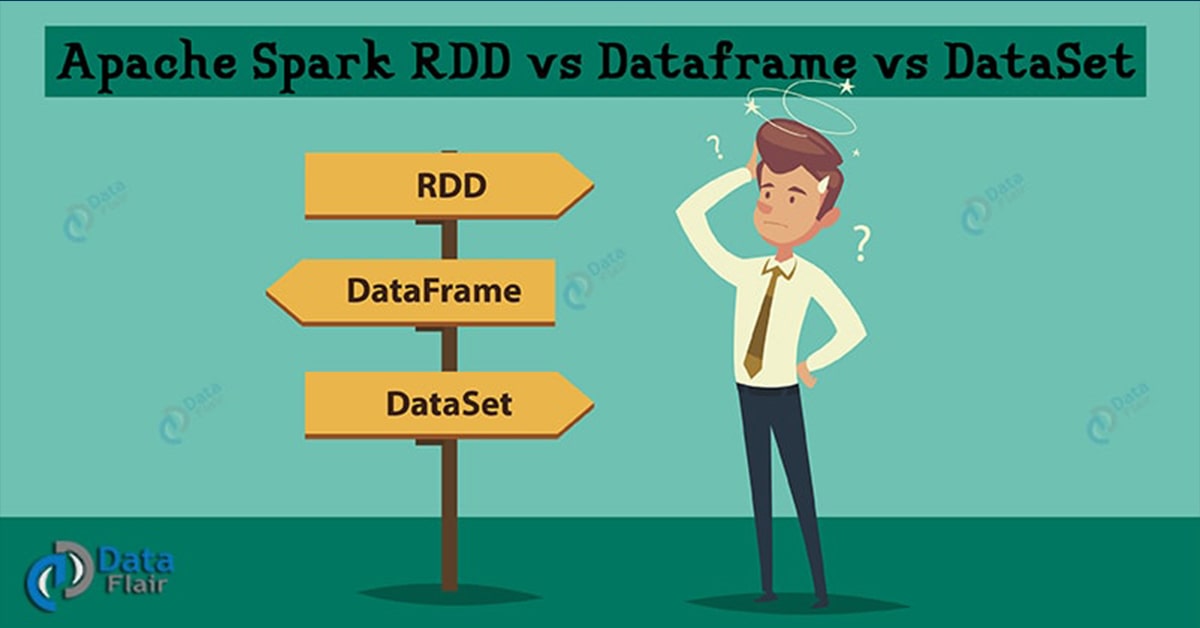 Apache Spark RDD vs Dataframe vs DataSet
RDD
DataFrame
DataSet
?
?
Data
Flair
Data
Flair
Data
Flair
Data
Flair
Data
Flair
Data
Flair